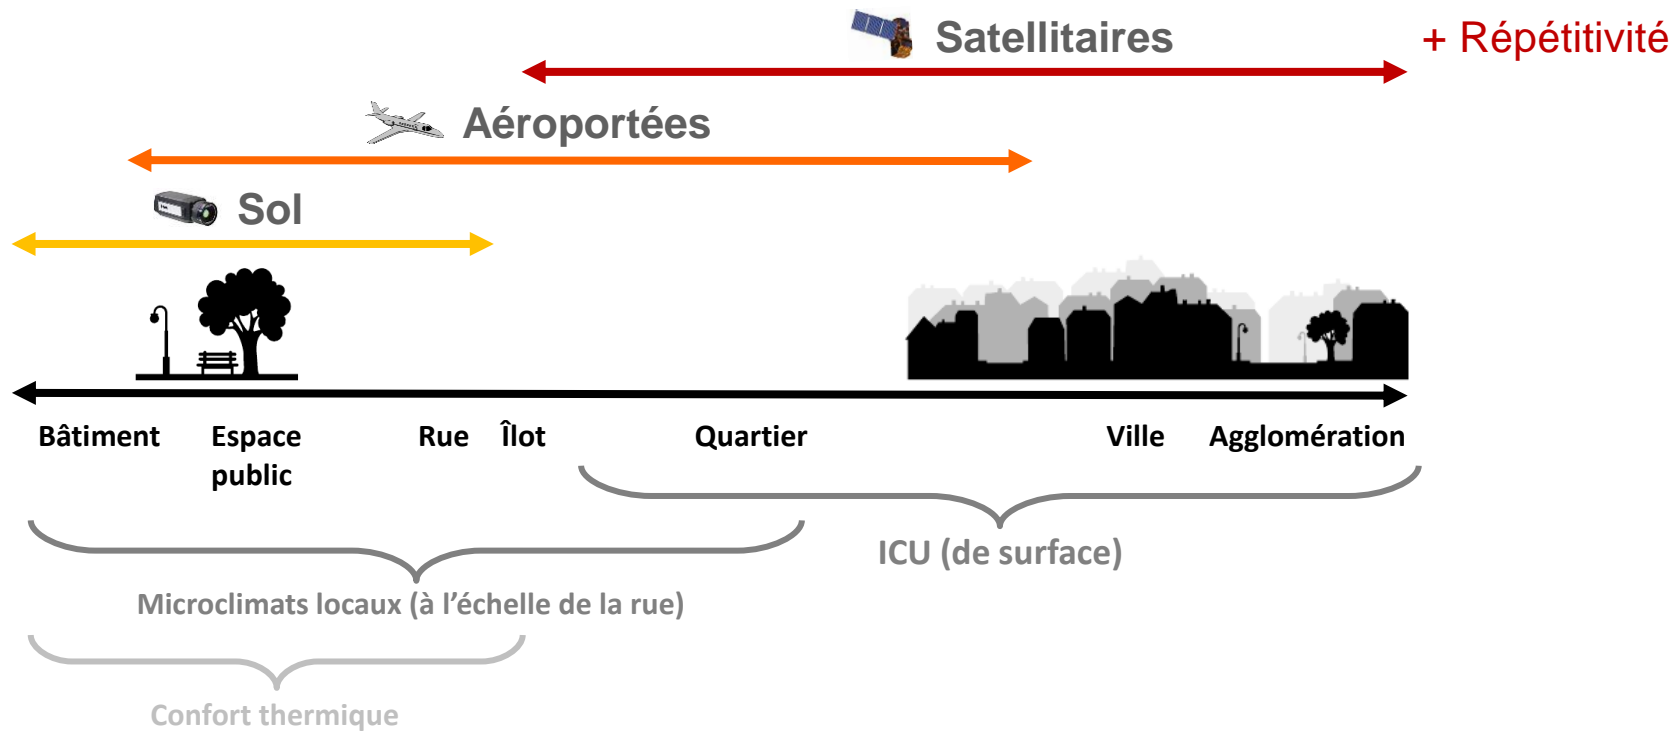 Satellitaires
+ Répétitivité
Aéroportées
Sol
Bâtiment
Espace
public
Rue
Îlot
Quartier
Ville
Agglomération
ICU (de surface)
Microclimats locaux (à l’échelle de la rue)
Confort thermique